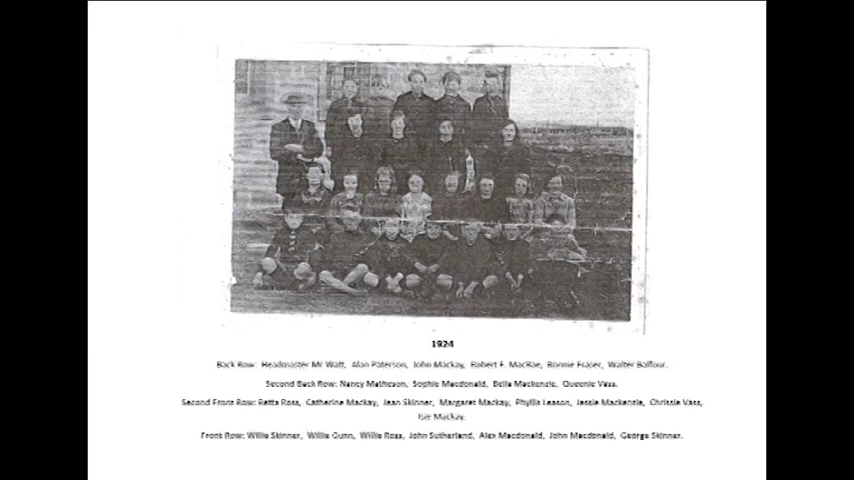 1924
Back Row: Headmaster Mr Watt, Alan Paterson, John Mackay, Robert F. MacBae, Bonnie Fraser, Walter Balfour.
Second Back Row: Nancy Matheson, Sophie Macdonald, Bella Mackenzie, Queenie Vass.
Second Front Row: Retta Ross, Catherine Mackay, Jean Skinner, Margaret Mackay, Phyllis Leason, Jessie Mackenzie, Chrissie Vass,
Isie Mackay.
Front Row: Willie Skinner, Willie Gunn, Willie Ross, John Sutherland, Alex Macdonald, John Macdonald, George Skinner.